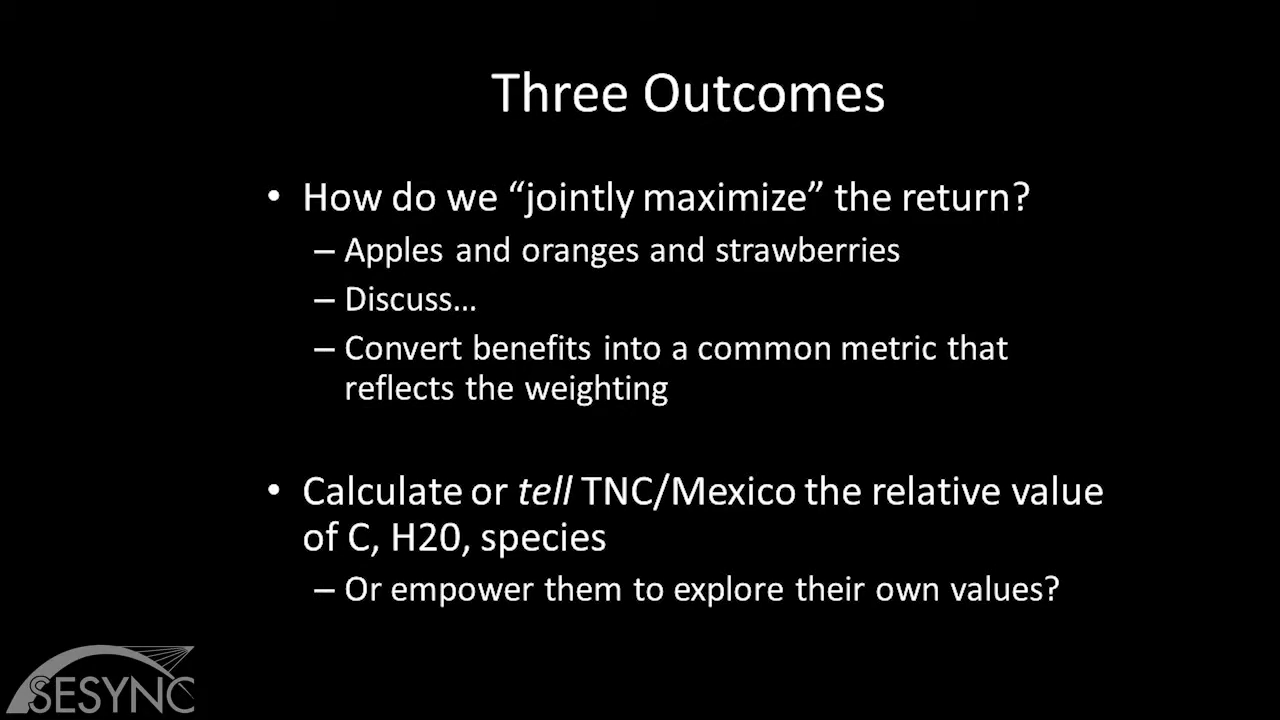 Three Outcomes
• How do we “jointly maximize” the return?
– Apples and oranges and strawberries
– Discuss…
– Convert benefits into a common metric that
reflects the weighting
• Calculate or tell TNC/Mexico the relative value
of C, H20, species
– Or empower them to explore their own values?
SESYNC